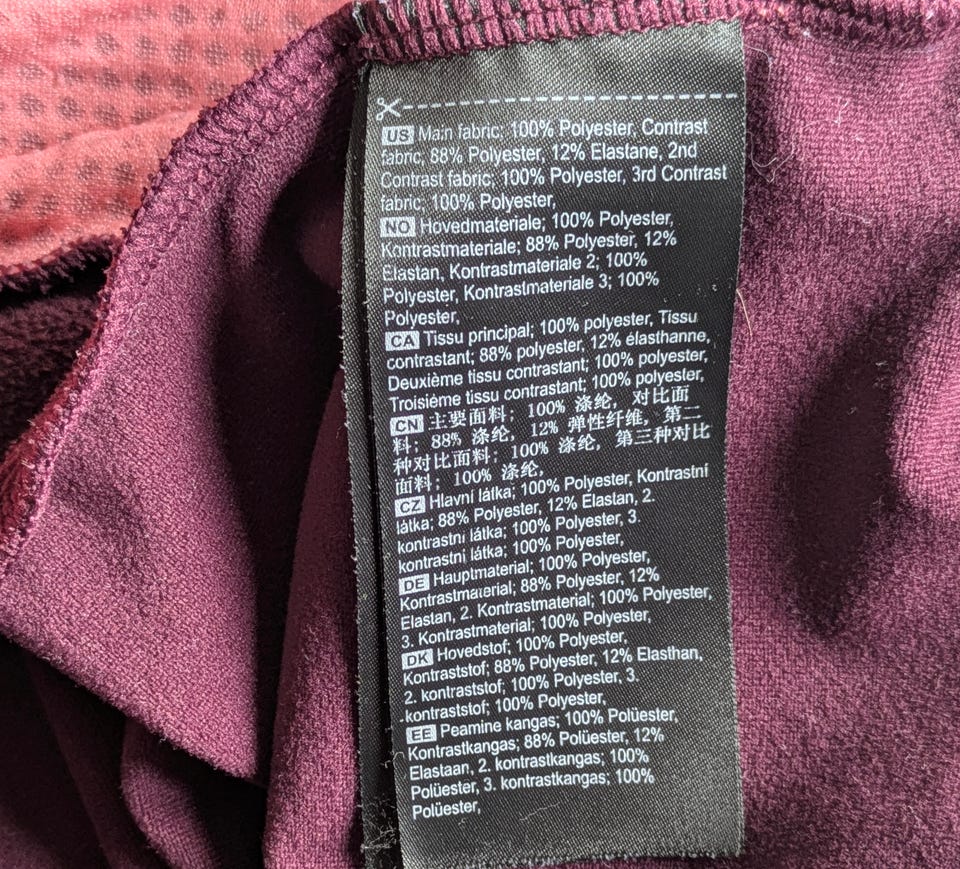 US Main fabric; 100% Polyester, Contrast
fabric; 88% Polyester, 12% Elastane, 2nd
Contrast fabric; 100% Polyester, 3rd Contrast
fabric; 100% Polyester,
NO Hovedmateriale; 100% Polyester,
Kontrastmateriale; 88% Polyester, 12%
Elastan, Kontrastmateriale 2; 100%
Polyester, Kontrastmateriale 3; 100%
Polyester,
CA Tissu principal; 100% polyester, Tissu
contrastant; 88% polyester, 12% élasthanne,
Deuxième tissu contrastant; 100% polyester,
Troisième tissu contrastant; 100% polyester,
CN 主要面料; 100% 涤纶, 对比面
料; 88% 涤纶, 12% 弹性纤维, 第二
种对比面料; 100% 涤纶, 第三种对比
面料; 100% 涤纶,
CZ Hlavní látka; 100% Polyester, Kontrastní
látka; 88% Polyester, 12% Elastan, 2.
kontrastní látka; 100% Polyester, 3.
kontrastní látka; 100% Polyester,
DE Hauptmaterial; 100% Polyester,
Kontrastmaterial; 88% Polyester, 12%
Elastan, 2. Kontrastmaterial; 100% Polyester,
3. Kontrastmaterial; 100% Polyester,
DK Hovedstof; 100% Polyester,
Kontraststof; 88% Polyester, 12% Elasthan,
2. kontraststof; 100% Polyester, 3.
kontraststof; 100% Polyester,
EE Peamine kangas; 100% Polüester,
Kontrastkangas; 88% Polüester, 12%
Elastaan, 2. kontrastkangas; 100%
Polüester, 3. kontrastkangas; 100%
Polüester,